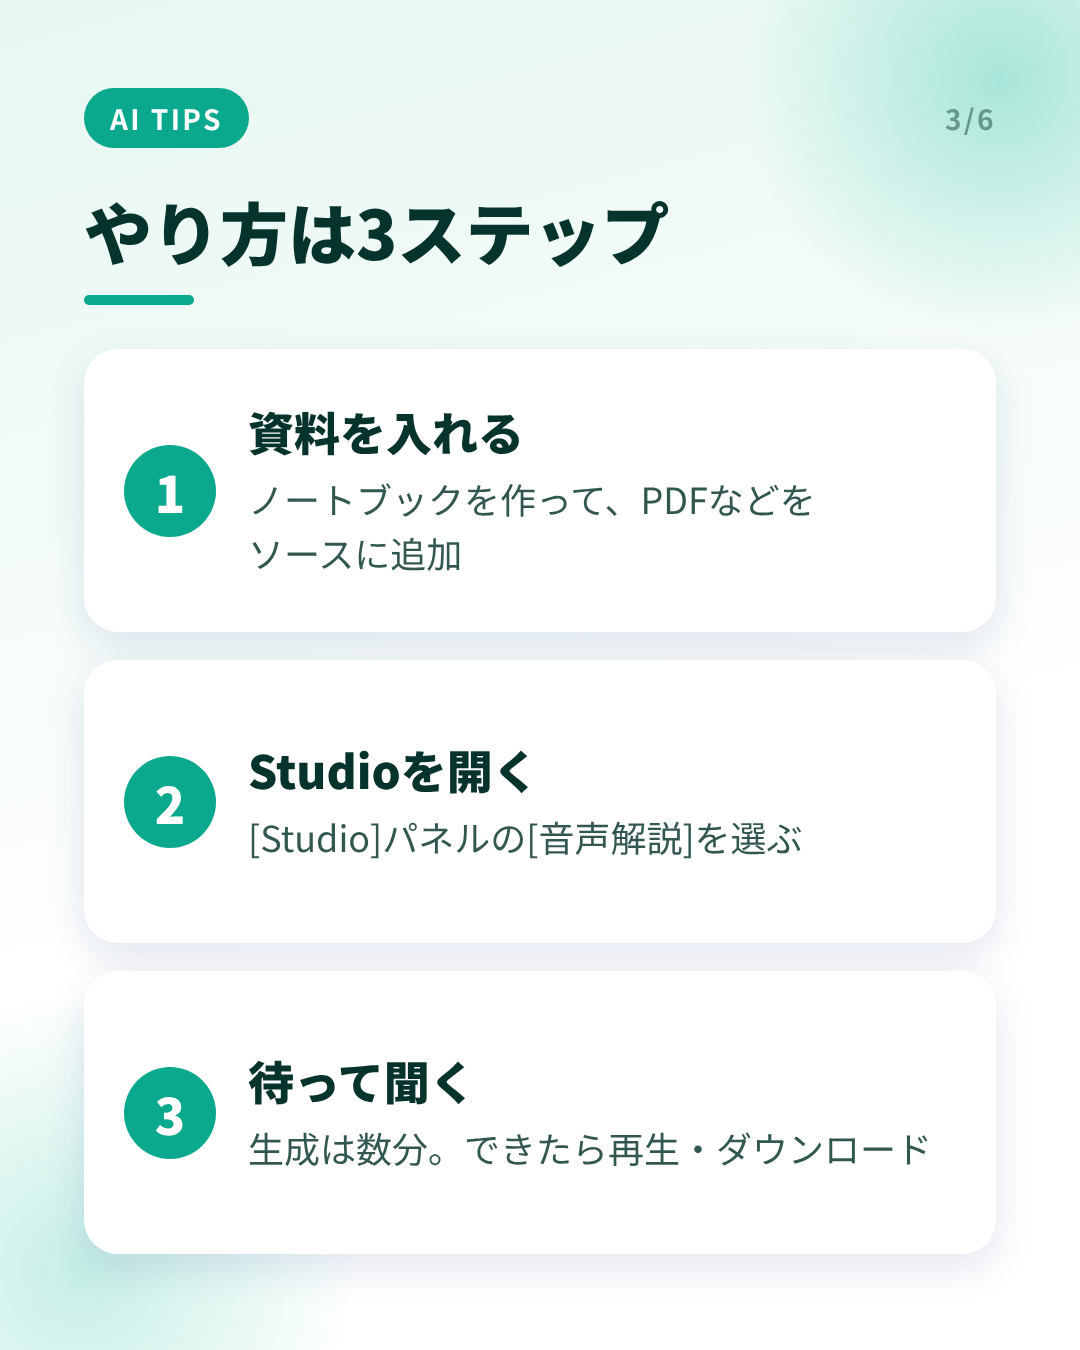 AI TIPS
3/6
やり方は3ステップ
1
資料を入れる
ノートブックを作って、PDFなどを
ソースに追加
2
Studioを開く
[Studio]パネルの[音声解説]を選ぶ
3
待って聞く
生成は数分。できたら再生・ダウンロード